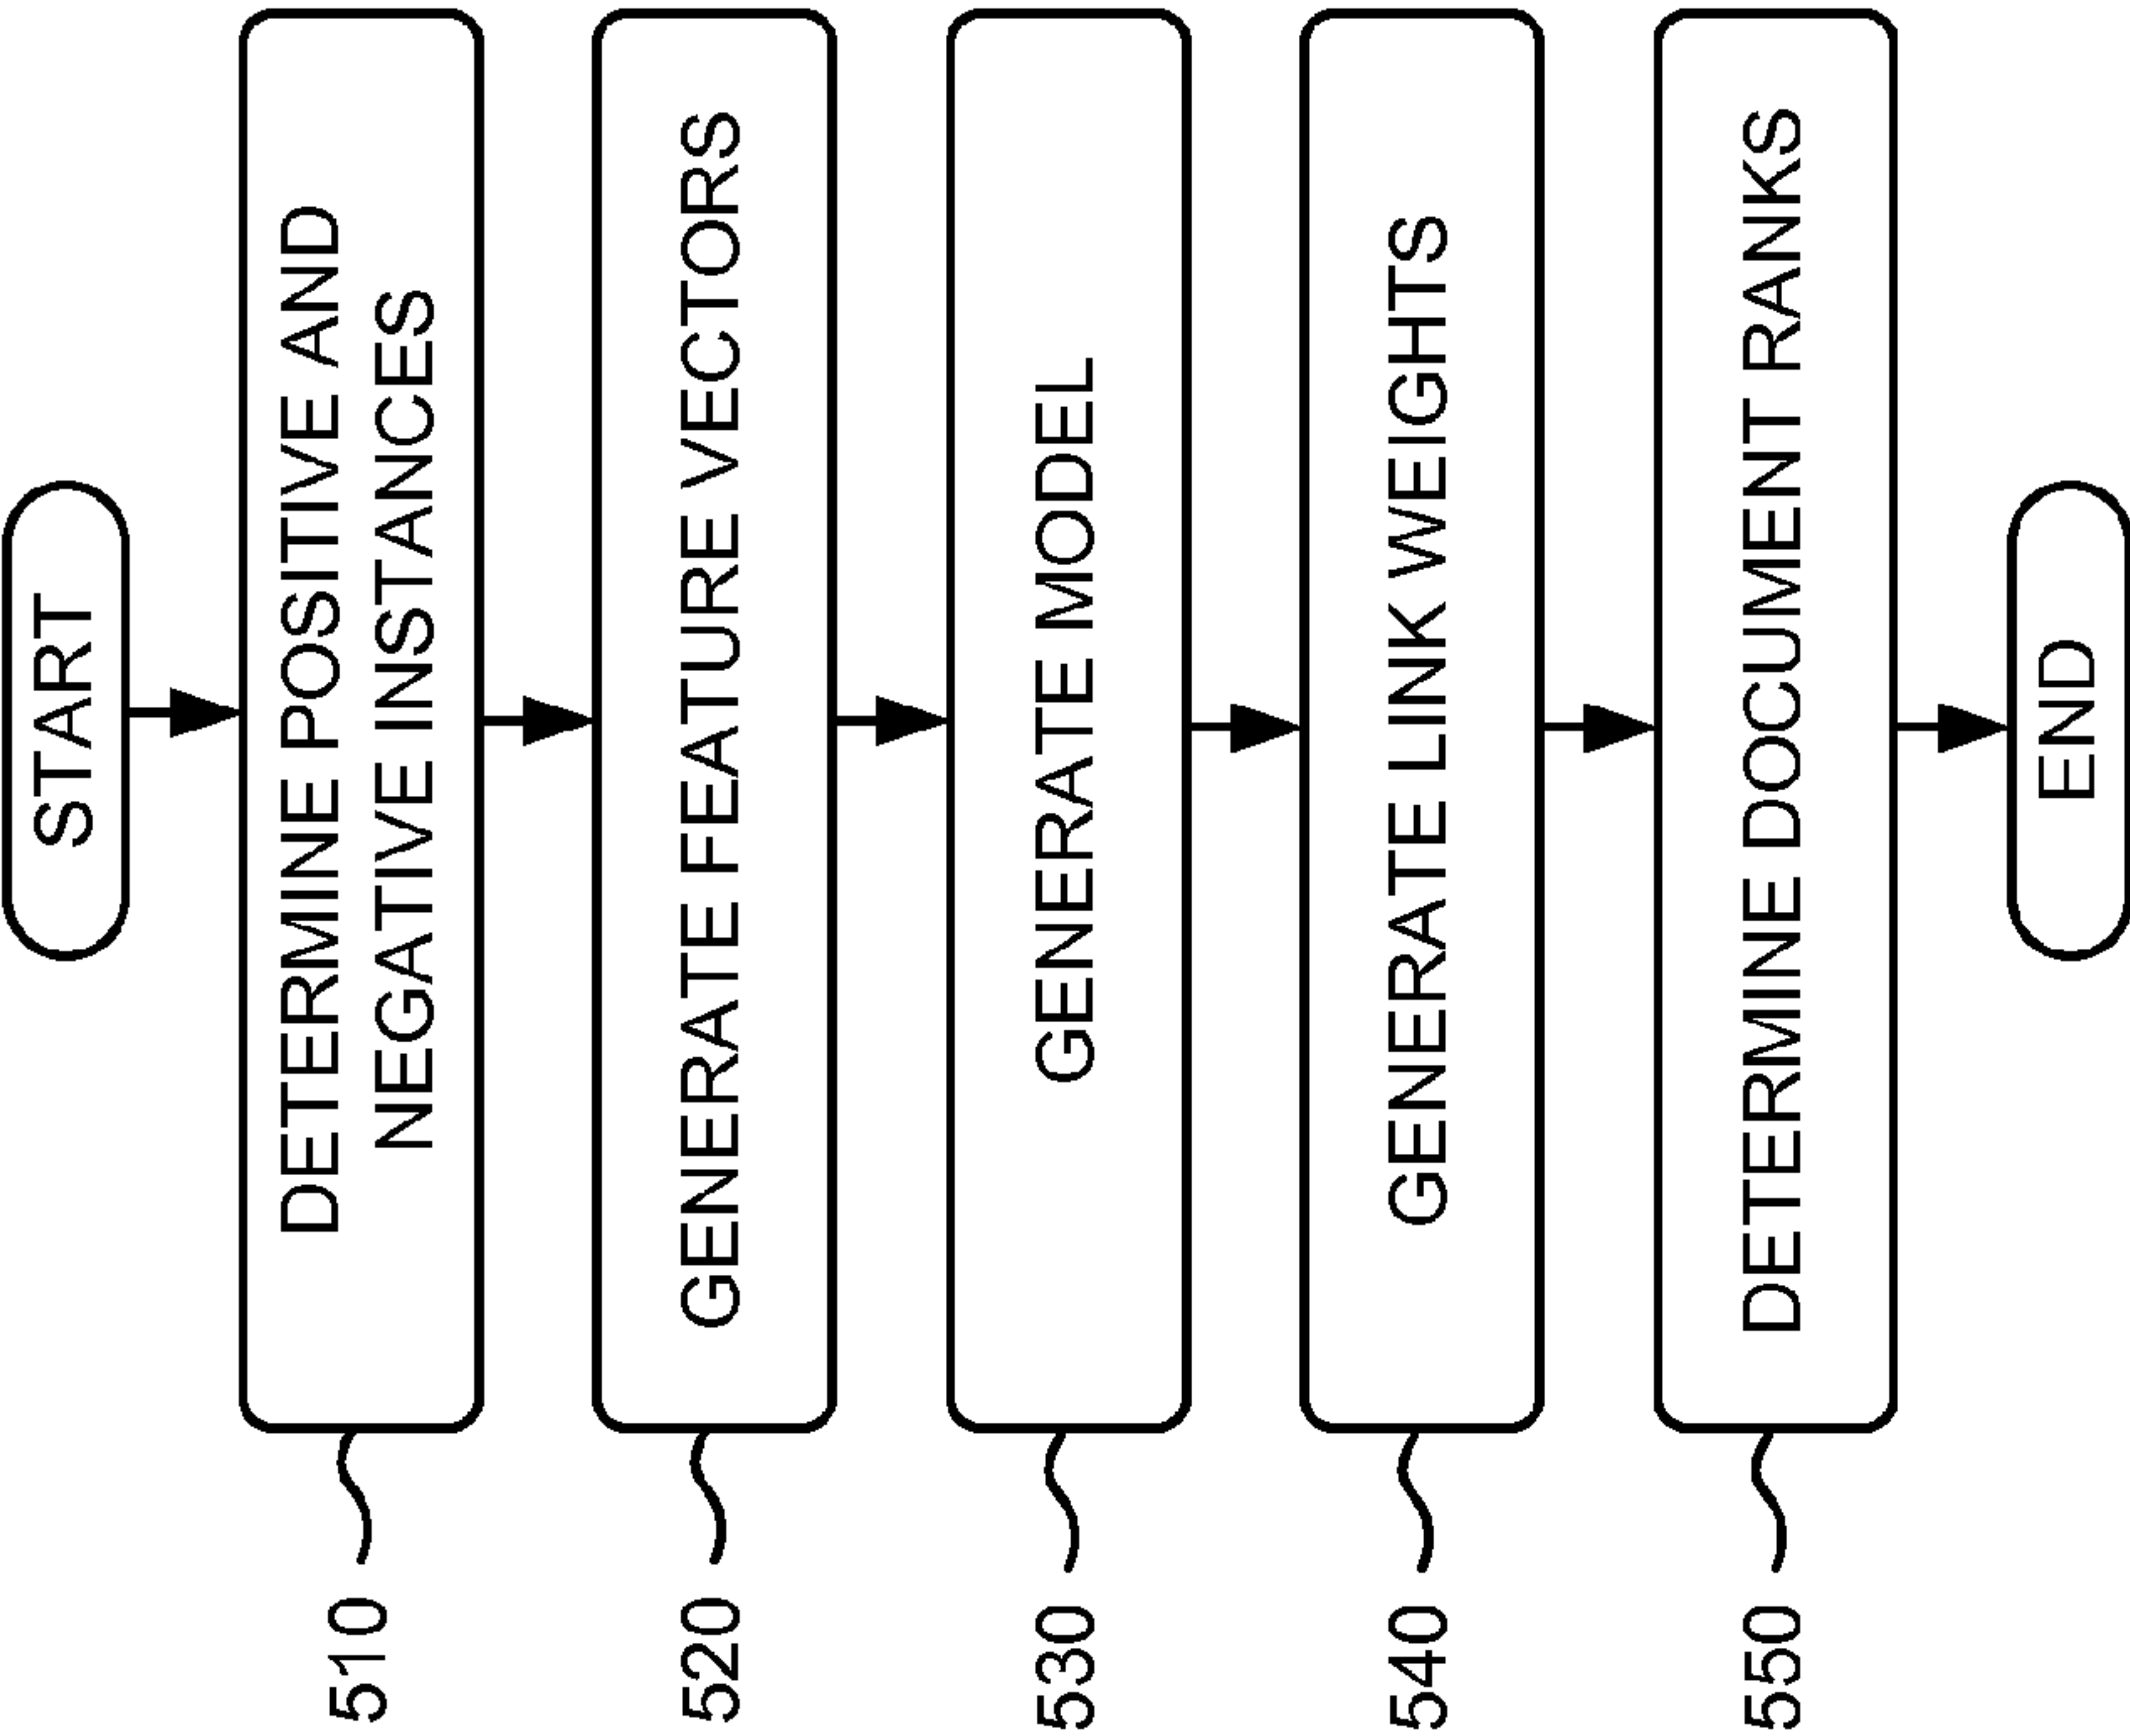 START
510
DETERMINE POSITIVE AND
NEGATIVE INSTANCES
520
GENERATE FEATURE VECTORS
530
GENERATE MODEL
540
GENERATE LINK WEIGHTS
550
DETERMINE DOCUMENT RANKS
END